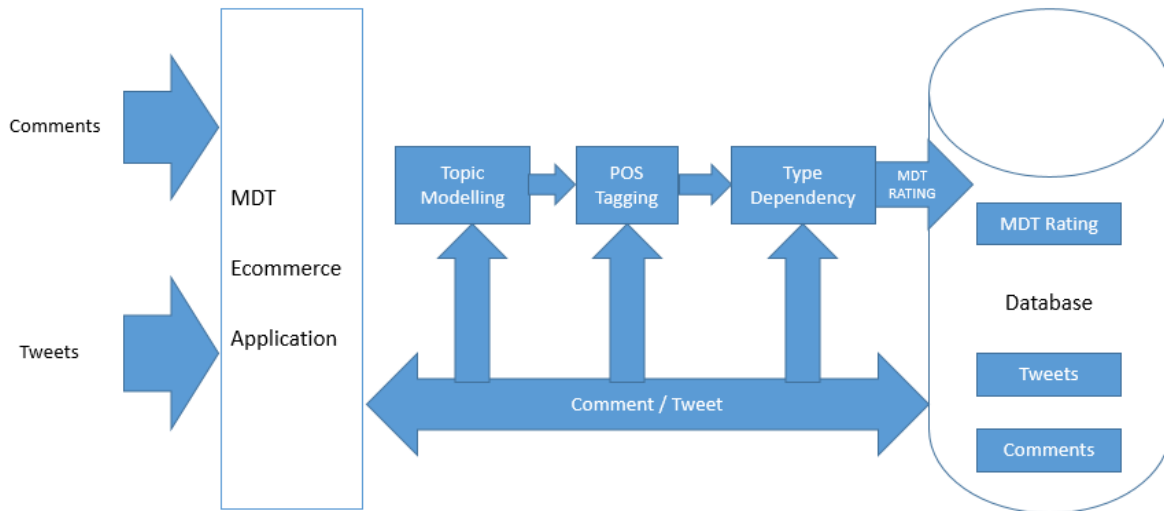 Comments
Tweets
MDT
Ecommerce
Application
Topic
Modelling
POS
Tagging
Type
Dependency
MDT
RATING
Comment / Tweet
MDT Rating
Database
Tweets
Comments